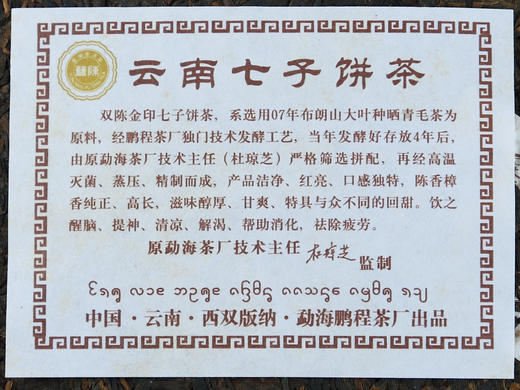 雙陳
云南七子饼茶
双陈金印七子饼茶，系选用07年布朗山大叶种晒青毛茶为
原料，经鹏程茶厂独门技术发酵工艺，当年发酵好存放4年后，
由原勐海茶厂技术主任（杜琼芝）严格筛选拼配，再经高温
灭菌、蒸压、精制而成，产品洁净、红亮、口感独特，陈香樟
香纯正、高长，滋味醇厚、甘爽、特具与众不同的回甜。饮之
醒脑、提神、清凉、解渴、帮助消化，祛除疲劳。
原勐海茶厂技术主任 杜琼芝 监制
中国·云南·西双版纳·勐海鹏程茶厂出品